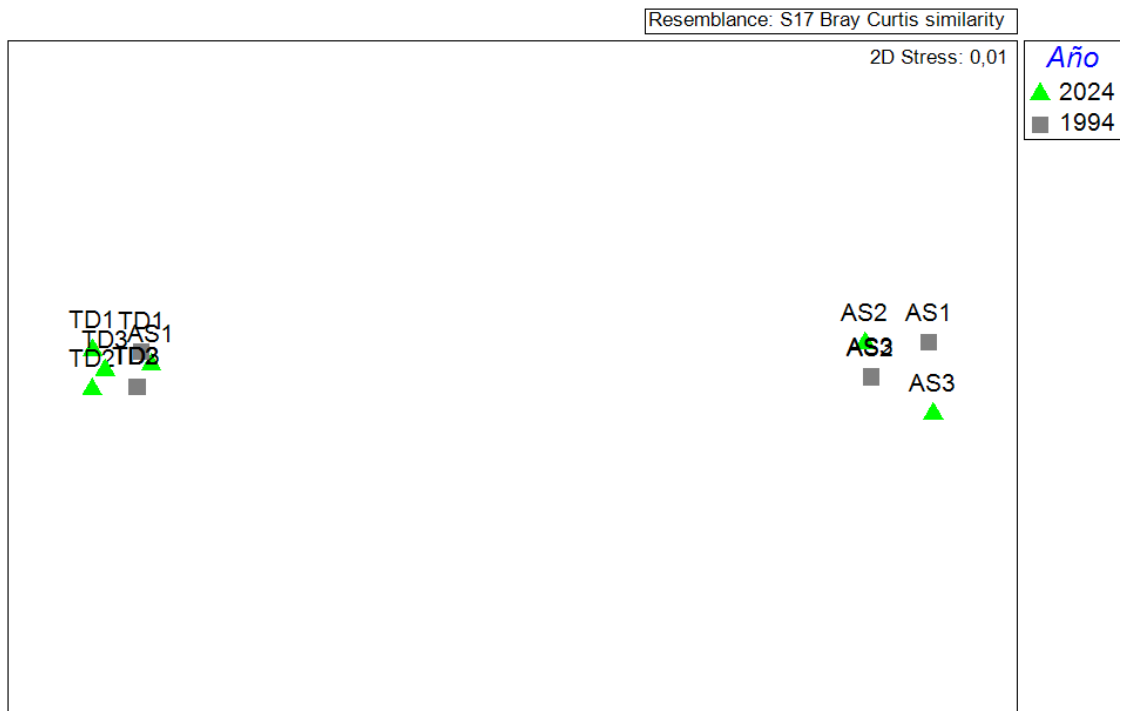 Resemblance: S17 Bray Curtis similarity
2D Stress: 0,01
Año
2024
1994
TD1 TD1
TD3 AS1
TD2
AS2 AS1
AS3